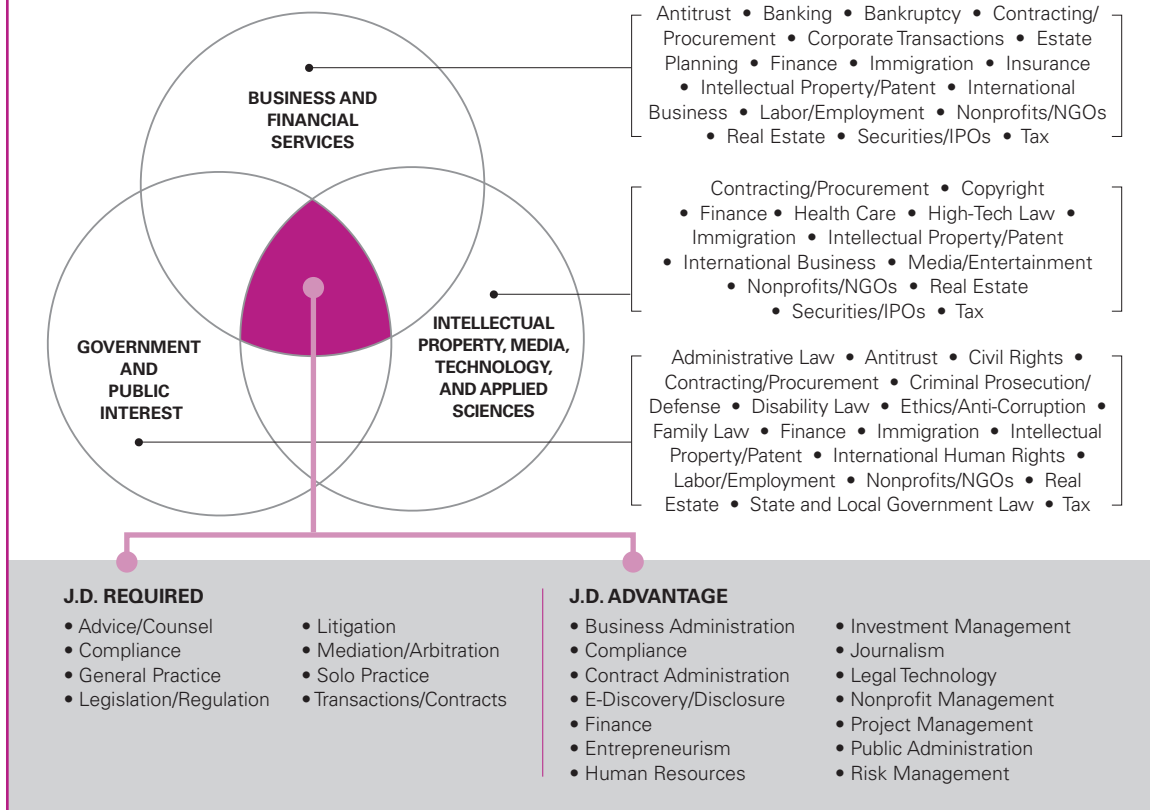 BUSINESS AND
FINANCIAL
SERVICES
GOVERNMENT
AND
PUBLIC
INTEREST
INTELLECTUAL
PROPERTY, MEDIA,
TECHNOLOGY,
AND APPLIED
SCIENCES
Antitrust • Banking • Bankruptcy • Contracting/
Procurement • Corporate Transactions • Estate
Planning • Finance • Immigration • Insurance
• Intellectual Property/Patent • International
Business • Labor/Employment • Nonprofits/NGOs
• Real Estate • Securities/IPOs • Tax
Contracting/Procurement • Copyright
• Finance • Health Care • High-Tech Law •
Immigration • Intellectual Property/Patent
• International Business • Media/Entertainment
• Nonprofits/NGOs • Real Estate
• Securities/IPOs • Tax
Administrative Law • Antitrust • Civil Rights •
Contracting/Procurement • Criminal Prosecution/
Defense • Disability Law • Ethics/Anti-Corruption •
Family Law • Finance • Immigration • Intellectual
Property/Patent • International Human Rights •
Labor/Employment • Nonprofits/NGOs • Real
Estate • State and Local Government Law • Tax
J.D. REQUIRED
• Advice/Counsel
• Compliance
• General Practice
• Legislation/Regulation
• Litigation
• Mediation/Arbitration
• Solo Practice
• Transactions/Contracts
J.D. ADVANTAGE
• Business Administration
• Compliance
• Contract Administration
• E-Discovery/Disclosure
• Finance
• Entrepreneurism
• Human Resources
• Investment Management
• Journalism
• Legal Technology
• Nonprofit Management
• Project Management
• Public Administration
• Risk Management